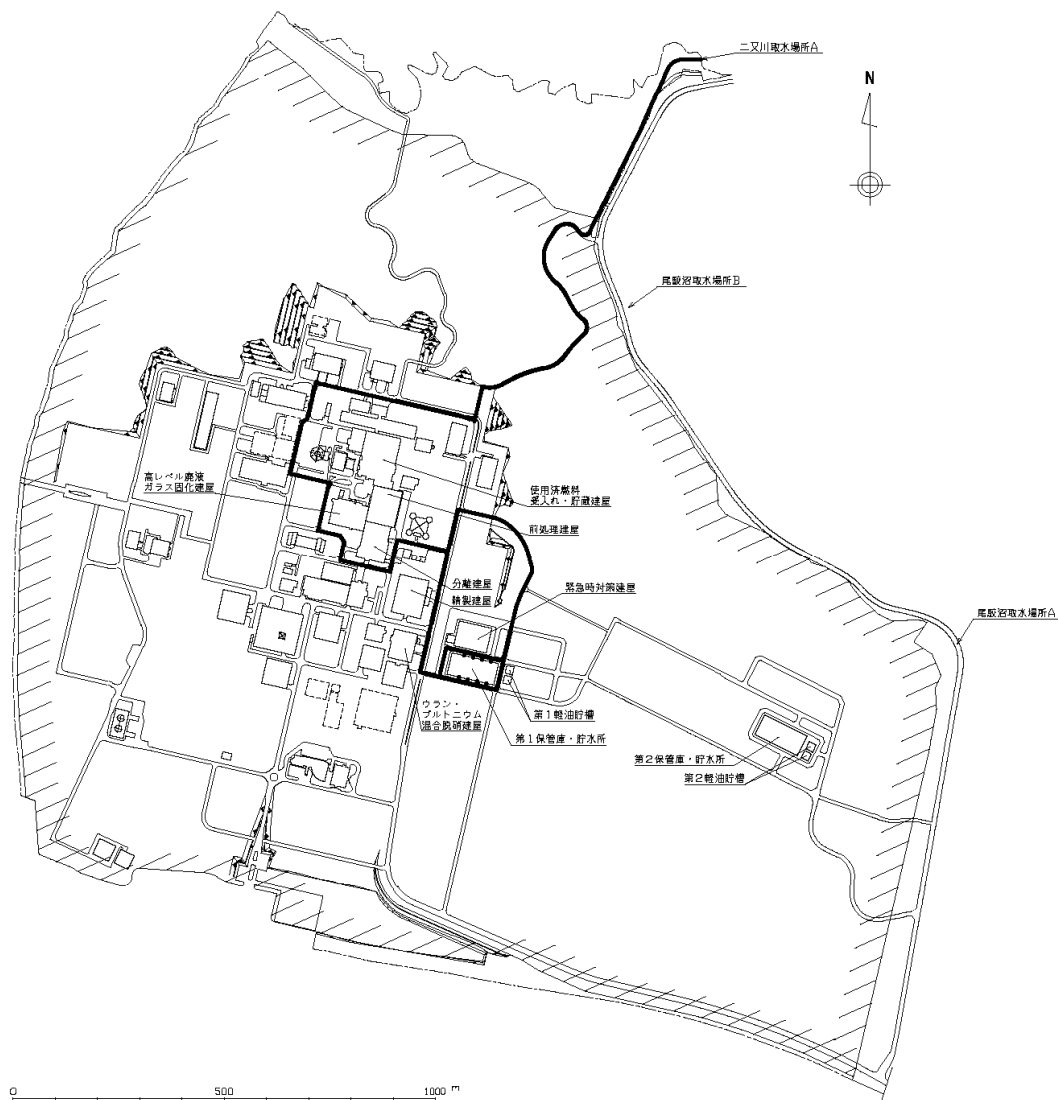 二又川取水場所A
N
尾駮沼取水場所B
高レベル廃液
ガラス固化建屋
使用済燃料
受入れ・貯蔵建屋
前処理建屋
分離建屋
精製建屋
緊急時対策建屋
尾駮沼取水場所A
ウラン・
プルトニウム
混合脱硝建屋
第1軽油貯槽
第1保管庫・貯水所
第2保管庫・貯水所
第2軽油貯槽
0
500
1000 m